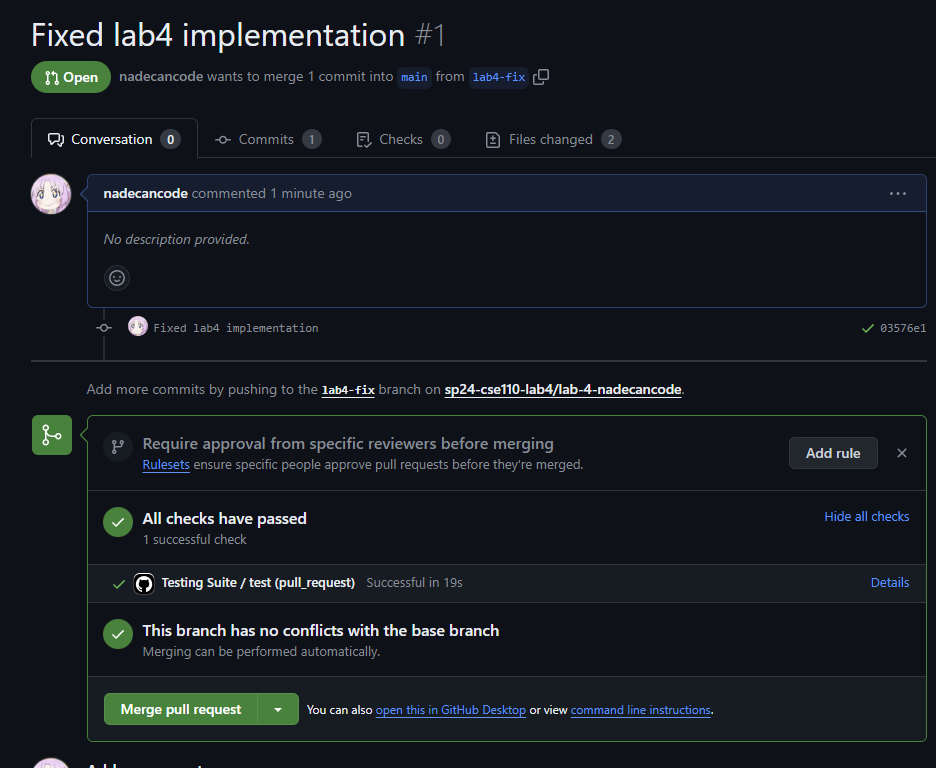 Fixed lab4 implementation #1
Open nadecancode wants to merge 1 commit into main from lab4-fix
Conversation 0 Commits 1 Checks 0 Files changed 2
nadecancode commented 1 minute ago
No description provided.
Fixed lab4 implementation 03576e1
Add more commits by pushing to the lab4-fix branch on sp24-cse110-lab4/lab-4-nadecancode.
Require approval from specific reviewers before merging
Rulesets ensure specific people approve pull requests before they're merged.
Add rule
All checks have passed
1 successful check
Hide all checks
Testing Suite / test (pull_request) Successful in 19s Details
This branch has no conflicts with the base branch
Merging can be performed automatically.
Merge pull request You can also open this in GitHub Desktop or view command line instructions.